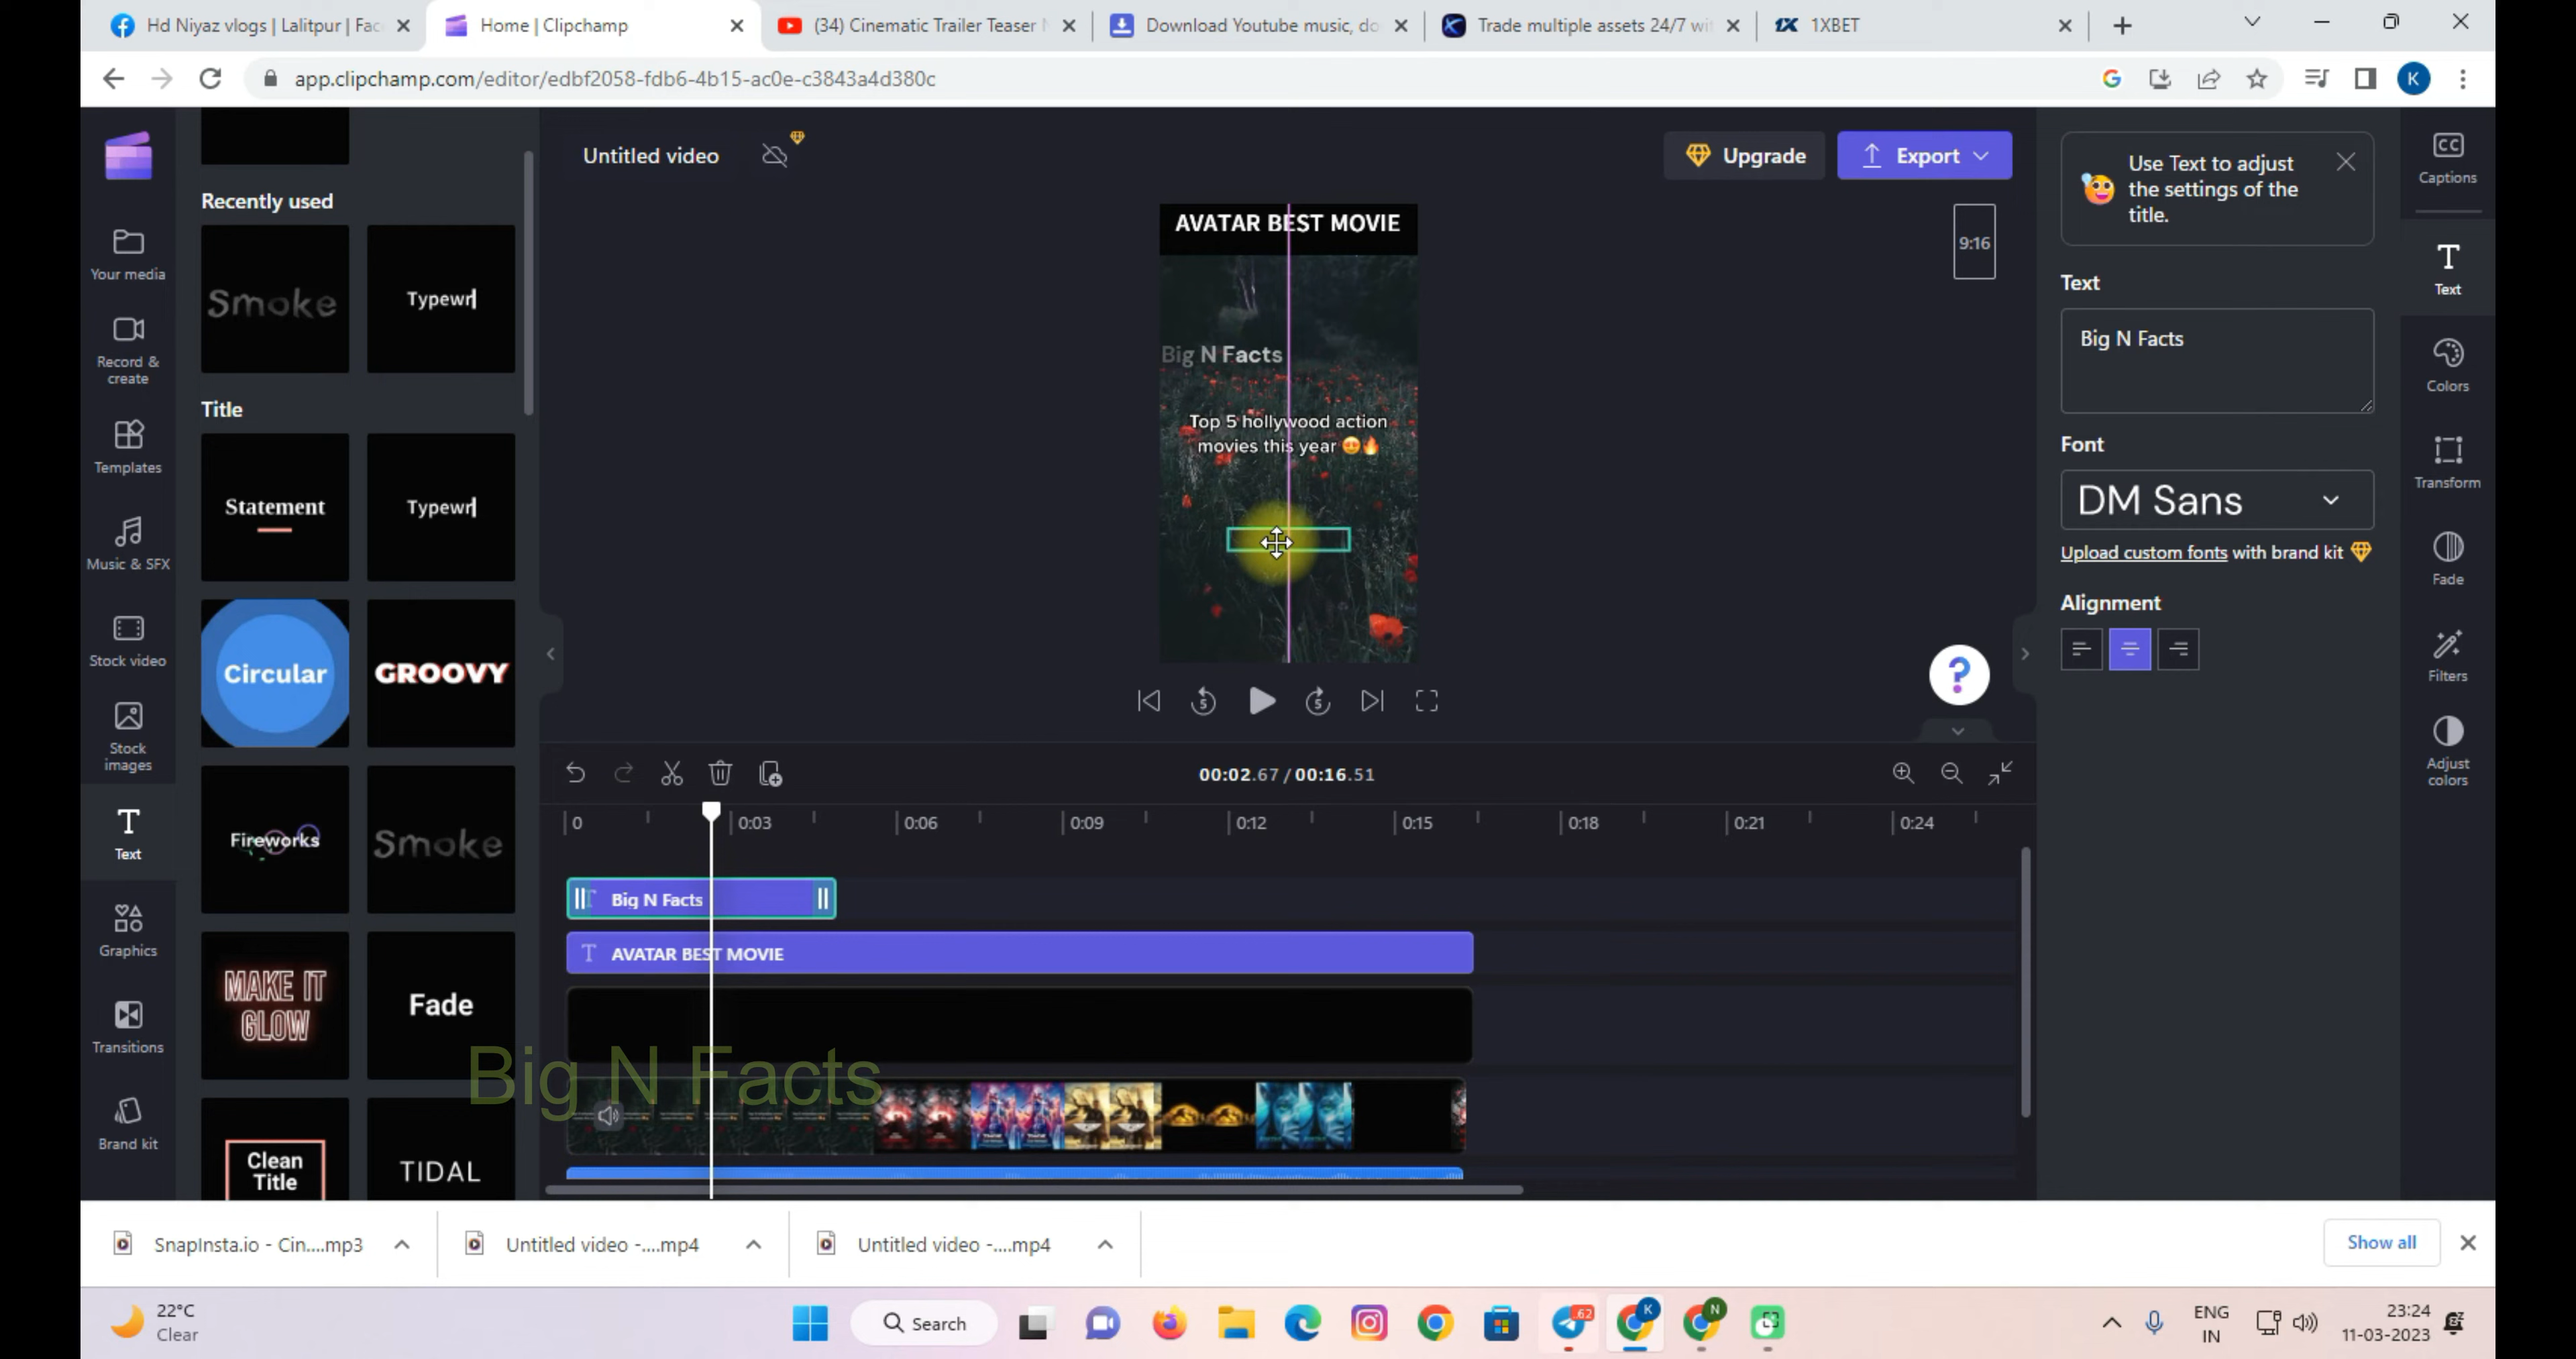 Hd Niyaz vlogs | Lalitpur | Fac
Home | Clipchamp
(34) Cinematic Trailer Teaser
Download Youtube music, do
Trade multiple assets 24/7 wit
1X 1XBET
app.clipchamp.com/editor/edbf2058-fdb6-4b15-ac0e-c3843a4d380c
K
Your media
Record &
create
Templates
Music & SFX
Stock video
Stock
images
T
Text
Graphics
Transitions
Brand kit
Recently used
Smoke
Typewr
Title
Statement
Typewr
Circular
GROOVY
Fireworks
Smoke
MAKE IT
GLOW
Fade
Clean
Title
TIDAL
Untitled video
Upgrade
Export
9:16
AVATAR BEST MOVIE
Big N Facts
Top 5 hollywood action
movies this year 😍🔥
5
5
?
00:02.67 / 00:16.51
0
0:03
0:06
0:09
0:12
0:15
0:18
0:21
0:24
Big N Facts
T AVATAR BEST MOVIE
Big N Facts
Use Text to adjust
the settings of the
title.
Text
Big N Facts
Font
DM Sans
Upload custom fonts with brand kit
Alignment
CC
Captions
T
Text
Colors
Transform
Fade
Filters
Adjust
colors
SnapInsta.io - Cin....mp3
Untitled video -....mp4
Untitled video -....mp4
Show all
22°C
Clear
Search
62
K
N
ENG
IN
23:24
11-03-2023